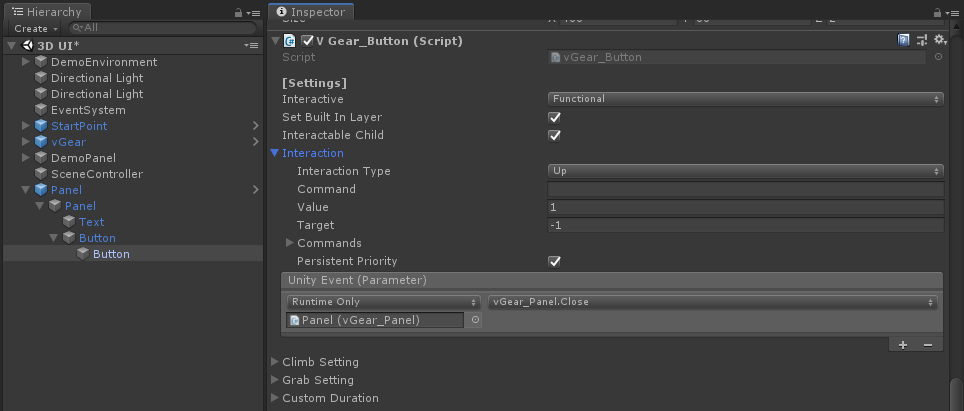 Hierarchy
Create
All
3D UI*
DemoEnvironment
Directional Light
Directional Light
EventSystem
StartPoint
vGear
DemoPanel
SceneController
Panel
Panel
Text
Button
Button
Inspector
V Gear_Button (Script)
Script vGear_Button
[Settings]
Interactive Functional
Set Built In Layer
Interactable Child
Interaction
Interaction Type Up
Command
Value 1
Target -1
Commands
Persistent Priority
Unity Event (Parameter)
Runtime Only vGear_Panel.Close
Panel (vGear_Panel)
Climb Setting
Grab Setting
Custom Duration